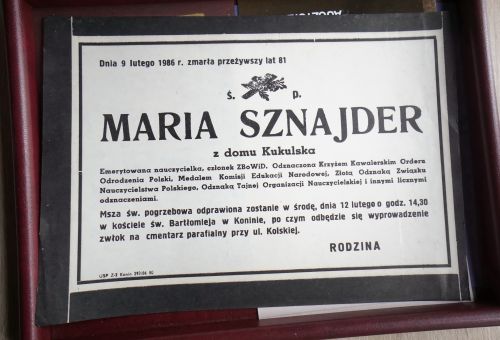 Dnia 9 lutego 1986 r. zmarła przeżywszy lat 81
ś. p.
MARIA SZNAJDER
z domu Kukulska
Emerytowana nauczycielka, członek ZBoWiD. Odznaczona Krzyżem Kawalerskim Orderu
Odrodzenia Polski, Medalem Komisji Edukacji Narodowej, Złotą Odznaką Związku
Nauczycielstwa Polskiego, Odznaką Tajnej Organizacji Nauczycielskiej i innymi licznymi
odznaczeniami.
Msza św. pogrzebowa odprawiona zostanie w środę, dnia 12 lutego o godz. 14,30
w kościele św. Bartłomieja w Koninie, po czym odbędzie się wyprowadzenie
zwłok na cmentarz parafialny przy ul. Kolskiej.
RODZINA
Konin